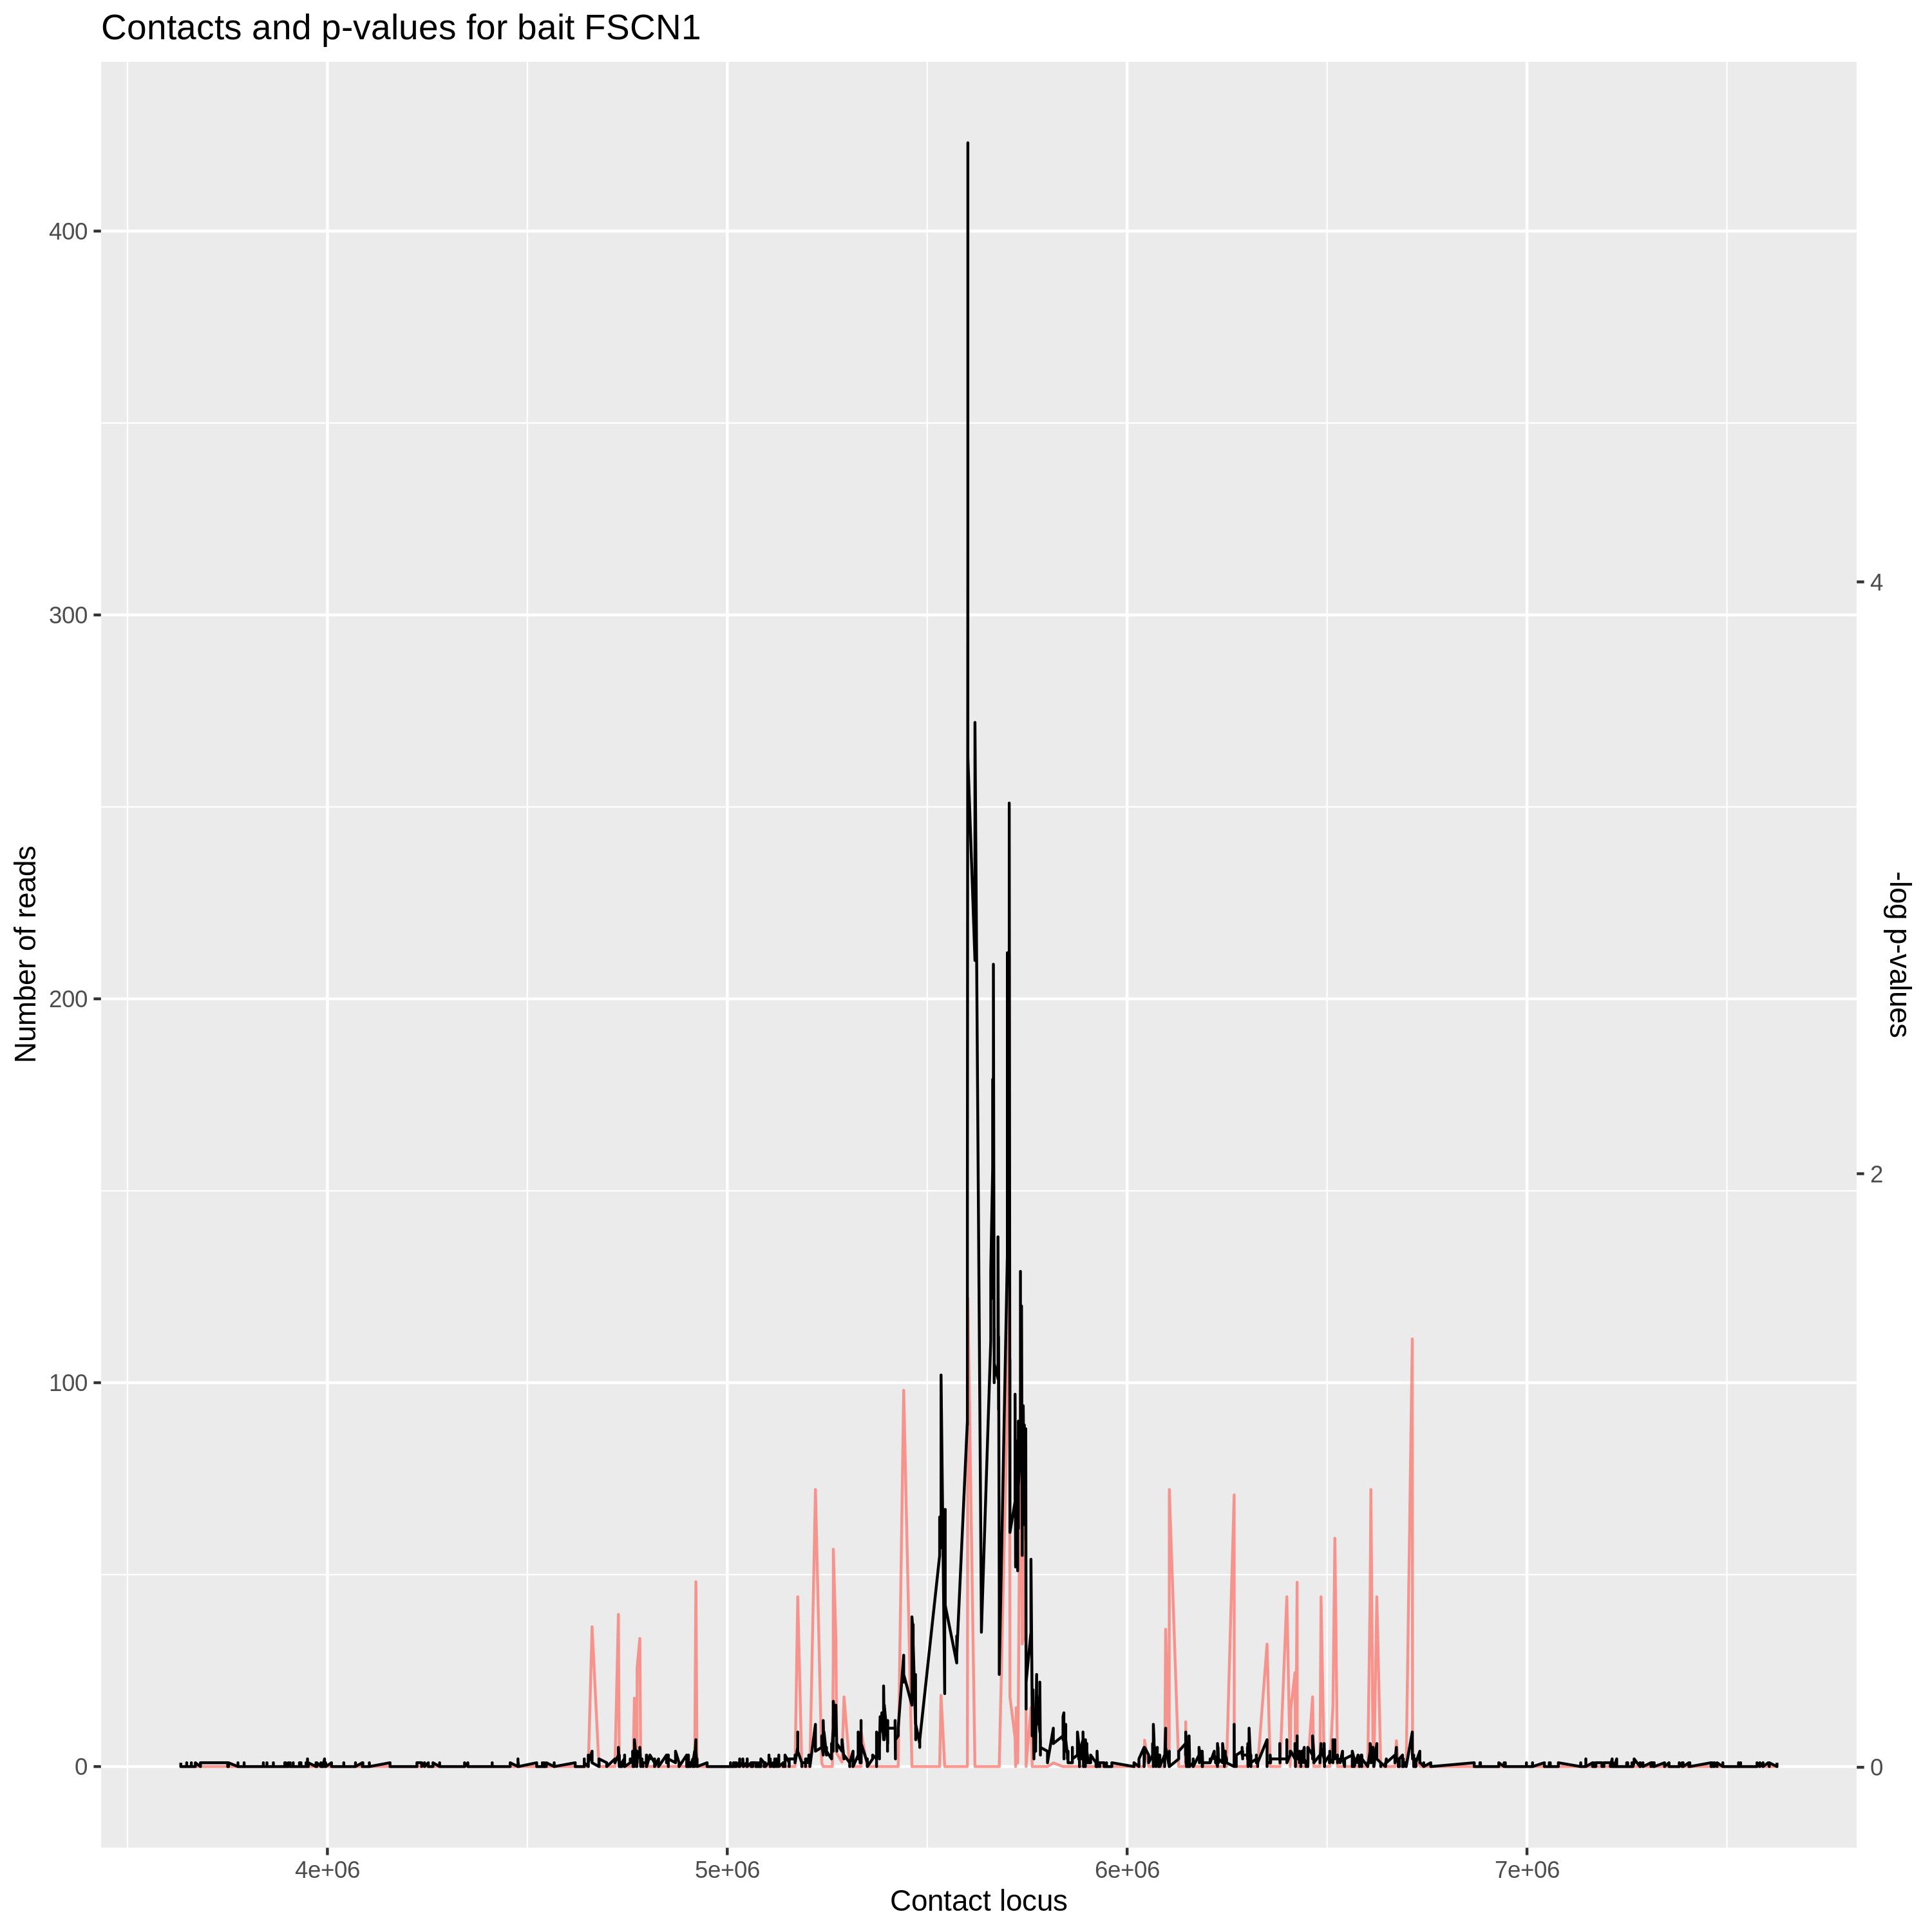 Contacts and p-values for bait FSCN1
400
300
200
100
0
Number of reads
4
2
0
-log p-values
4e+06
5e+06
6e+06
7e+06
Contact locus